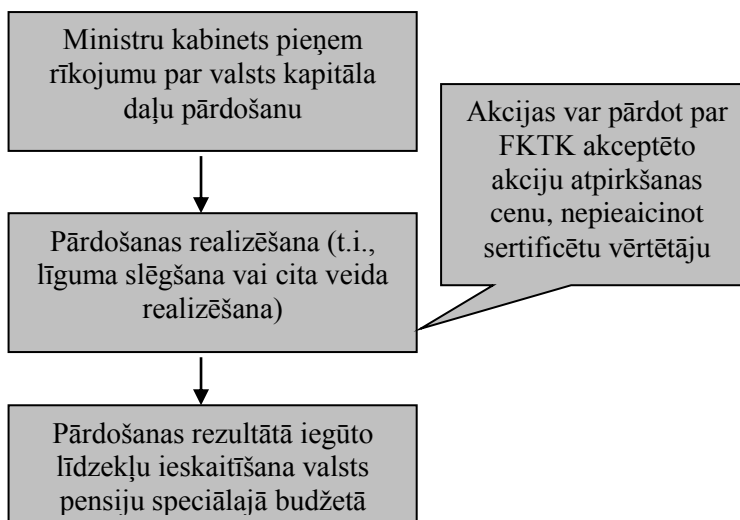 Ministru kabinets pieņem
rīkojumu par valsts kapitāla
daļu pārdošanu
Akcijas var pārdot par
FKTK akceptēto
akciju atpirkšanas
cenu, nepieaicinot
sertificētu vērtētāju
Pārdošanas realizēšana (t.i.,
līguma slēgšana vai cita veida
realizēšana)
Pārdošanas rezultātā iegūto
līdzekļu ieskaitīšana valsts
pensiju speciālajā budžetā